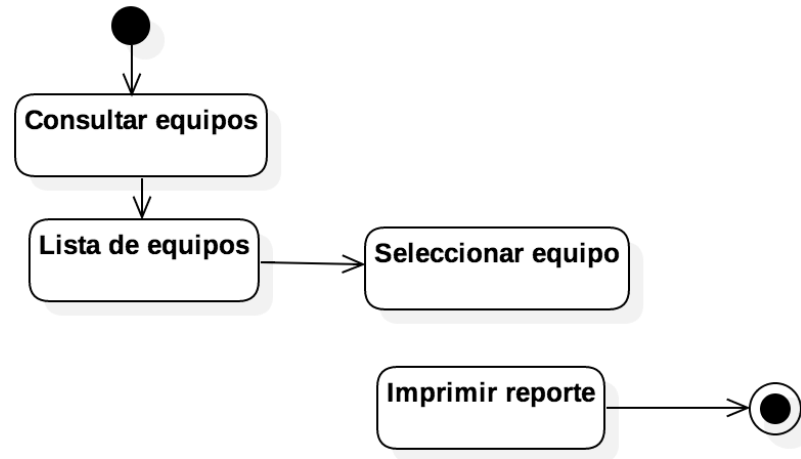 Consultar equipos
Lista de equipos
Seleccionar equipo
Imprimir reporte